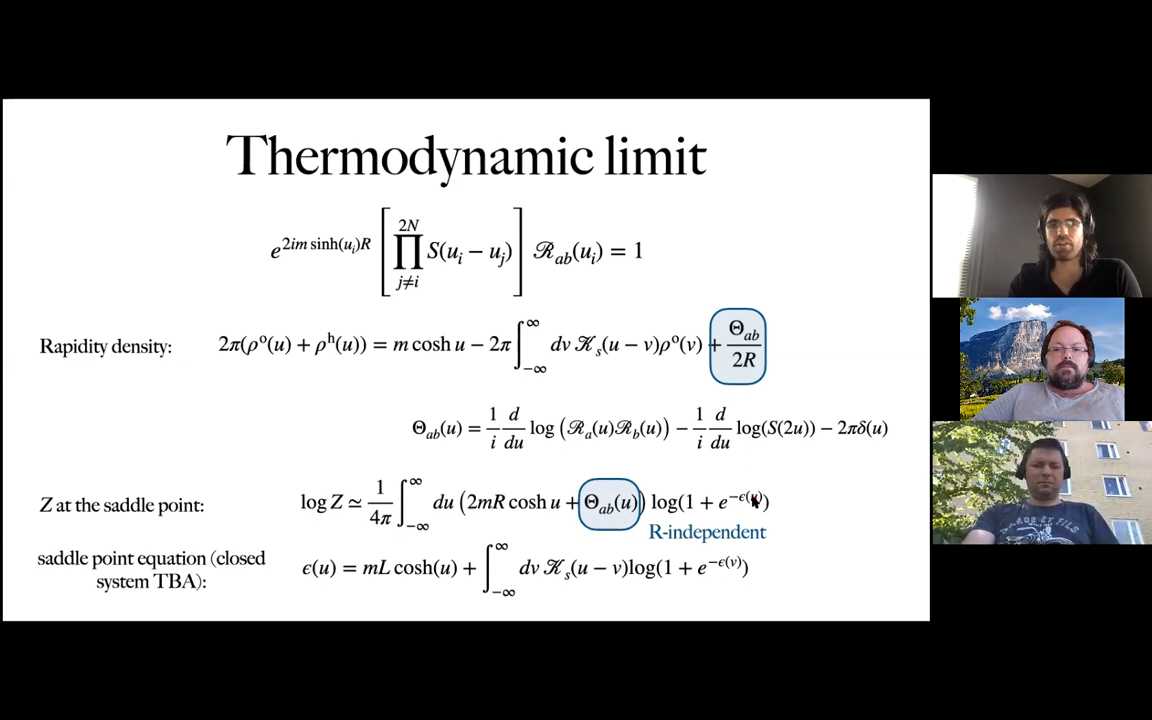 Thermodynamic limit
e^{2im sinh(u_i)R} [∏_{j≠i}^{2N} S(u_i − u_j)] ℛ_{ab}(u_i) = 1
Rapidity density: 2π(ρ^o(u) + ρ^h(u)) = m cosh u − 2π ∫_{−∞}^{∞} dv 𝒦_s(u − v)ρ^o(v) + Θ_{ab}/2R
Θ_{ab}(u) = 1/i d/du log (ℛ_a(u)ℛ_b(u)) − 1/i d/du log(S(2u)) − 2πδ(u)
Z at the saddle point: log Z ≃ 1/4π ∫_{−∞}^{∞} du (2mR cosh u + Θ_{ab}(u)) log(1 + e^{−ϵ(u)})
R-independent
saddle point equation (closed
system TBA): ϵ(u) = mL cosh(u) + ∫_{−∞}^{∞} dv 𝒦_s(u − v)log(1 + e^{−ϵ(v)})